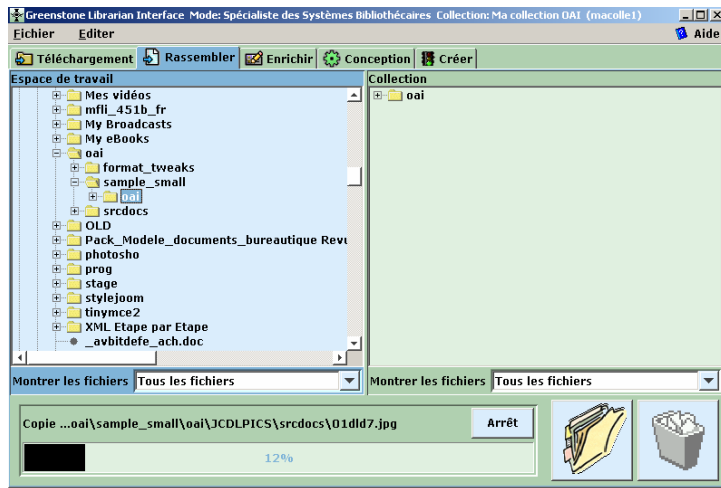 Greenstone Librarian Interface Mode: Spécialiste des Systèmes Bibliothécaires Collection: Ma collection OAI (macolle1)
Fichier Editer Aide
Téléchargement Rassembler Enrichir Conception Créer
Espace de travail
Mes vidéos
mfli_451b_fr
My Broadcasts
My eBooks
oai
format_tweaks
sample_small
oai
srcdocs
OLD
Pack_Modele_documents_bureautique Revu
photosho
prog
stage
stylejoom
tinymce2
XML Etape par Etape
_avbitdefe_ach.doc
Montrer les fichiers Tous les fichiers
Collection
oai
Montrer les fichiers Tous les fichiers
Copie ...oai\sample_small\oai\JCDLPICS\srcdocs\01dld7.jpg
Arrêt
12%